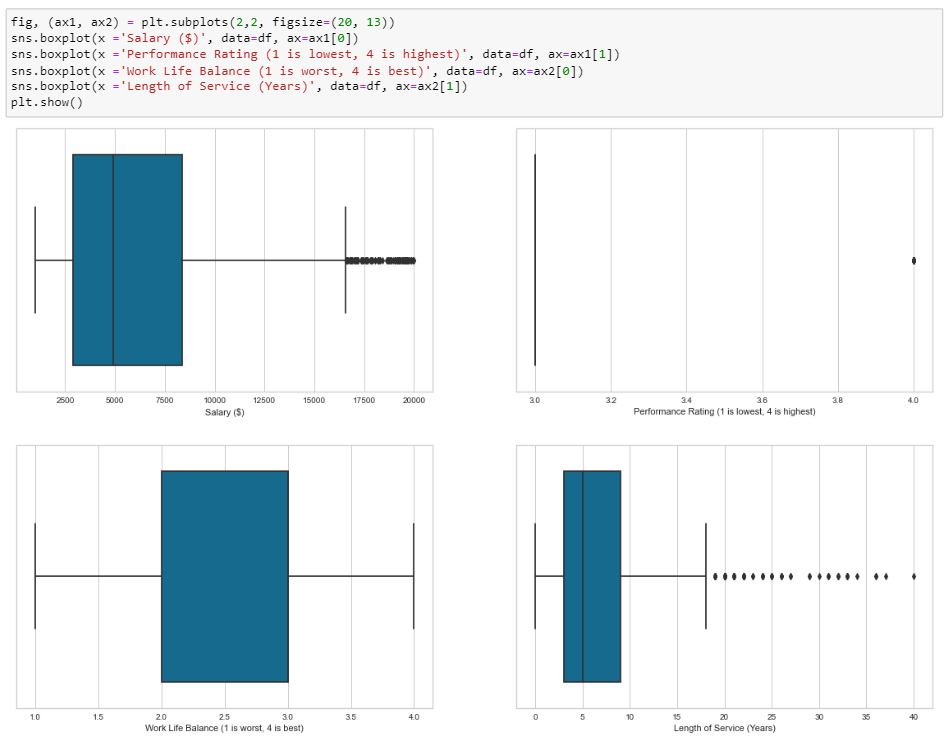 fig, (ax1, ax2) = plt.subplots(2,2, figsize=(20, 13))
sns.boxplot(x ='Salary ($)', data=df, ax=ax1[0])
sns.boxplot(x ='Performance Rating (1 is lowest, 4 is highest)', data=df, ax=ax1[1])
sns.boxplot(x ='Work Life Balance (1 is worst, 4 is best)', data=df, ax=ax2[0])
sns.boxplot(x ='Length of Service (Years)', data=df, ax=ax2[1])
plt.show()
2500 5000 7500 10000 12500 15000 17500 20000
Salary ($)
3.0 3.2 3.4 3.6 3.8 4.0
Performance Rating (1 is lowest, 4 is highest)
1.0 1.5 2.0 2.5 3.0 3.5 4.0
Work Life Balance (1 is worst, 4 is best)
0 5 10 15 20 25 30 35 40
Length of Service (Years)